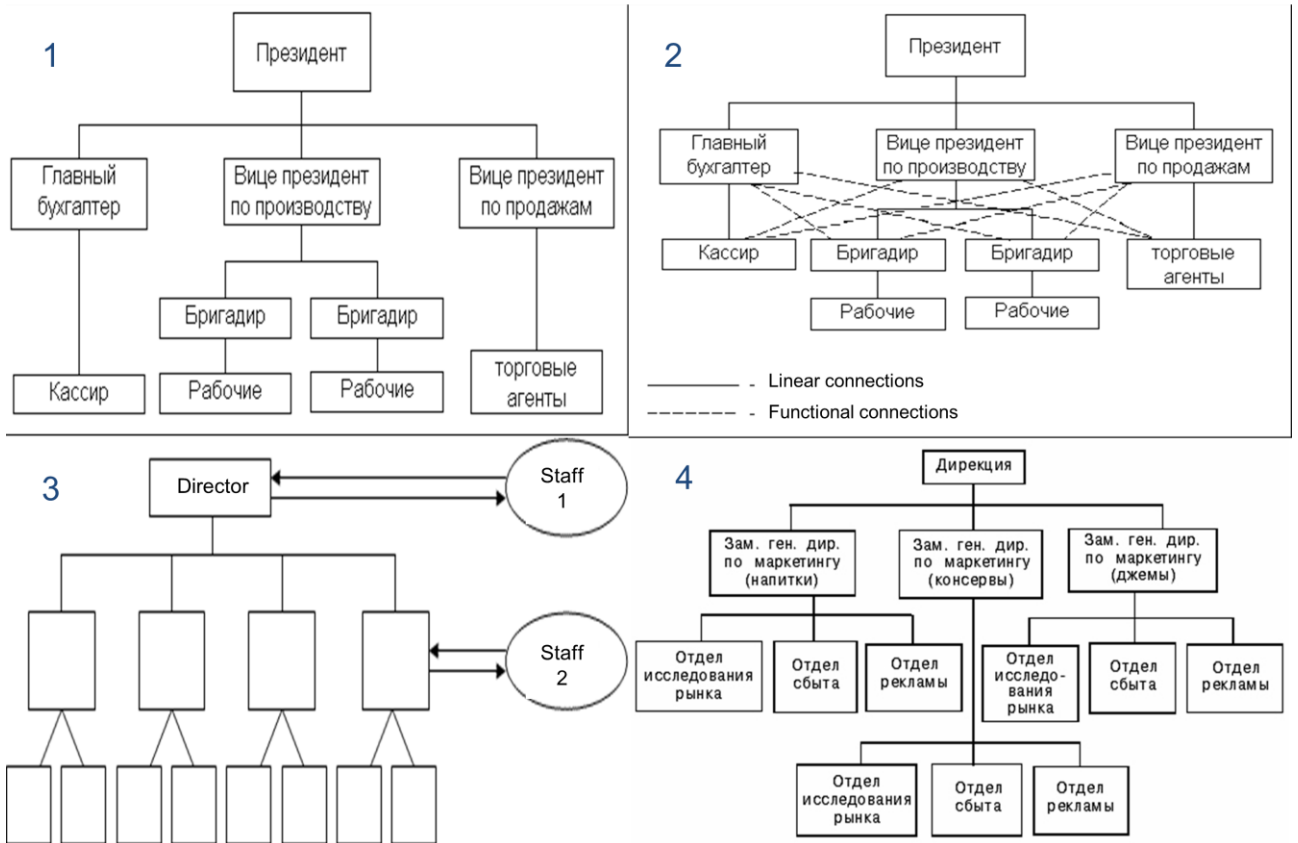 1
Президент
Главный
бухгалтер
Вице президент
по производству
Вице президент
по продажам
Бригадир
Бригадир
Кассир
Рабочие
Рабочие
торговые
агенты
2
Президент
Главный
бухгалтер
Вице президент
по производству
Вице президент
по продажам
Кассир
Бригадир
Бригадир
торговые
агенты
Рабочие
Рабочие
- Linear connections
- Functional connections
3
Director
Staff
1
Staff
2
4
Дирекция
Зам. ген. дир.
по маркетингу
(напитки)
Зам. ген. дир.
по маркетингу
(консервы)
Зам. ген. дир.
по маркетингу
(джемы)
Отдел
исследования
рынка
Отдел
сбыта
Отдел
рекламы
Отдел
исследо-
вания
рынка
Отдел
сбыта
Отдел
рекламы
Отдел
исследования
рынка
Отдел
сбыта
Отдел
рекламы